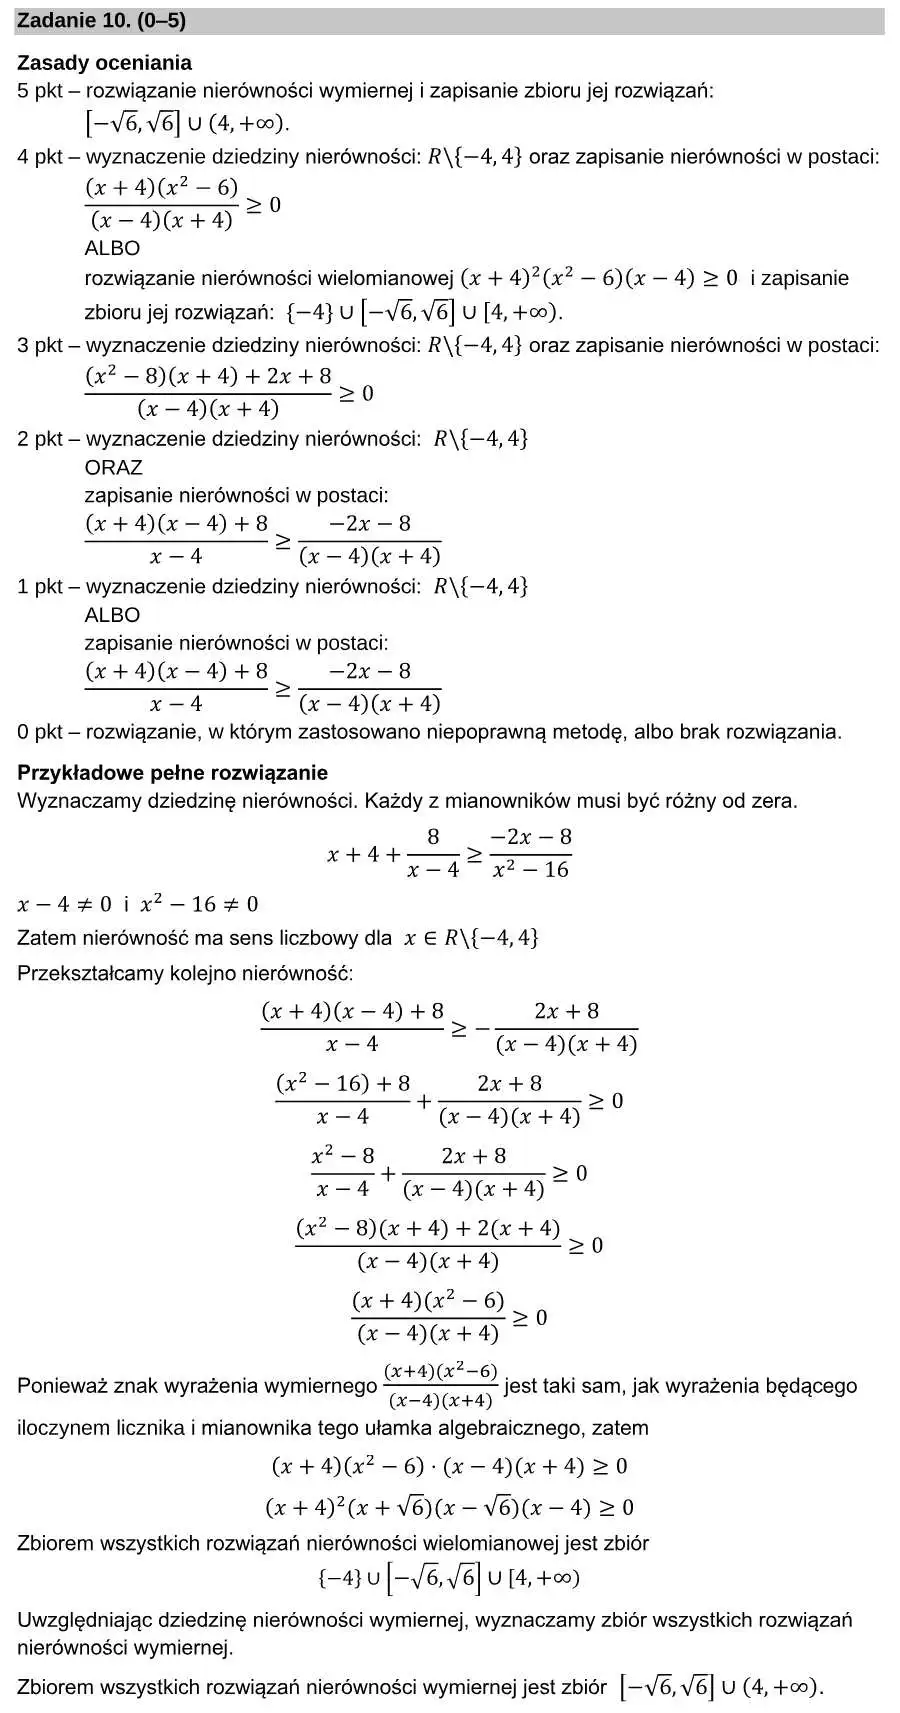 Zadanie 10. (0–5)
Zasady oceniania
5 pkt – rozwiązanie nierówności wymiernej i zapisanie zbioru jej rozwiązań:
[−√6, √6] ∪ (4, +∞).
4 pkt – wyznaczenie dziedziny nierówności: R\{−4, 4} oraz zapisanie nierówności w postaci:
(x + 4)(x² − 6) / (x − 4)(x + 4) ≥ 0
ALBO
rozwiązanie nierówności wielomianowej (x + 4)²(x² − 6)(x − 4) ≥ 0 i zapisanie
zbioru jej rozwiązań: {−4} ∪ [−√6, √6] ∪ [4, +∞).
3 pkt – wyznaczenie dziedziny nierówności: R\{−4, 4} oraz zapisanie nierówności w postaci:
(x² − 8)(x + 4) + 2x + 8 / (x − 4)(x + 4) ≥ 0
2 pkt – wyznaczenie dziedziny nierówności: R\{−4, 4}
ORAZ
zapisanie nierówności w postaci:
(x + 4)(x − 4) + 8 / x − 4 ≥ −2x − 8 / (x − 4)(x + 4)
1 pkt – wyznaczenie dziedziny nierówności: R\{−4, 4}
ALBO
zapisanie nierówności w postaci:
(x + 4)(x − 4) + 8 / x − 4 ≥ −2x − 8 / (x − 4)(x + 4)
0 pkt – rozwiązanie, w którym zastosowano niepoprawną metodę, albo brak rozwiązania.
Przykładowe pełne rozwiązanie
Wyznaczamy dziedzinę nierówności. Każdy z mianowników musi być różny od zera.
x + 4 + 8 / x − 4 ≥ −2x − 8 / x² − 16
x − 4 ≠ 0 i x² − 16 ≠ 0
Zatem nierówność ma sens liczbowy dla x ∈ R\{−4, 4}
Przekształcamy kolejno nierówność:
(x + 4)(x − 4) + 8 / x − 4 ≥ − 2x + 8 / (x − 4)(x + 4)
(x² − 16) + 8 / x − 4 + 2x + 8 / (x − 4)(x + 4) ≥ 0
x² − 8 / x − 4 + 2x + 8 / (x − 4)(x + 4) ≥ 0
(x² − 8)(x + 4) + 2(x + 4) / (x − 4)(x + 4) ≥ 0
(x + 4)(x² − 6) / (x − 4)(x + 4) ≥ 0
Ponieważ znak wyrażenia wymiernego (x+4)(x²−6) / (x−4)(x+4) jest taki sam, jak wyrażenia będącego
iloczynem licznika i mianownika tego ułamka algebraicznego, zatem
(x + 4)(x² − 6) · (x − 4)(x + 4) ≥ 0
(x + 4)²(x + √6)(x − √6)(x − 4) ≥ 0
Zbiorem wszystkich rozwiązań nierówności wielomianowej jest zbiór
{−4} ∪ [−√6, √6] ∪ [4, +∞)
Uwzględniając dziedzinę nierówności wymiernej, wyznaczamy zbiór wszystkich rozwiązań
nierówności wymiernej.
Zbiorem wszystkich rozwiązań nierówności wymiernej jest zbiór [−√6, √6] ∪ (4, +∞).